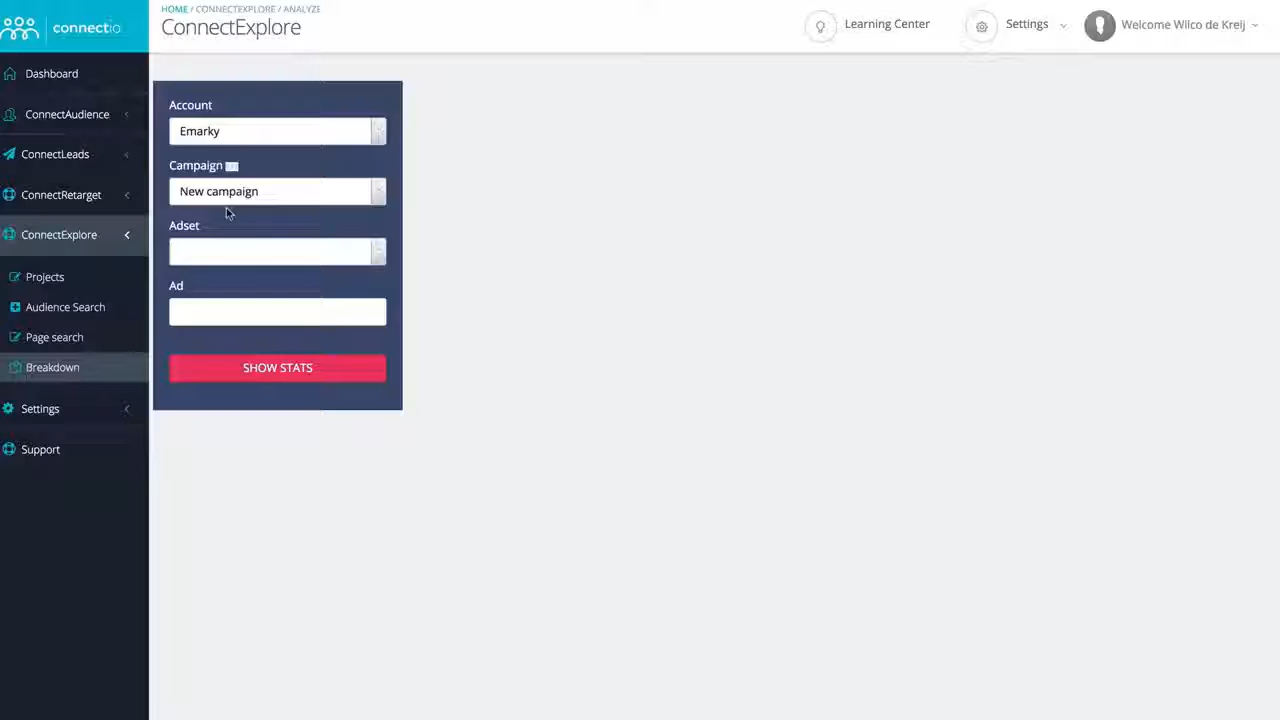 connectio
HOME / CONNECTEXPLORE / ANALYZE
ConnectExplore
Learning Center
Settings
Welcome Wilco de Kreij
Dashboard
ConnectAudience
ConnectLeads
ConnectRetarget
ConnectExplore
Projects
Audience Search
Page search
Breakdown
Settings
Support
Account
Emarky
Campaign
New campaign
Adset
Ad
SHOW STATS